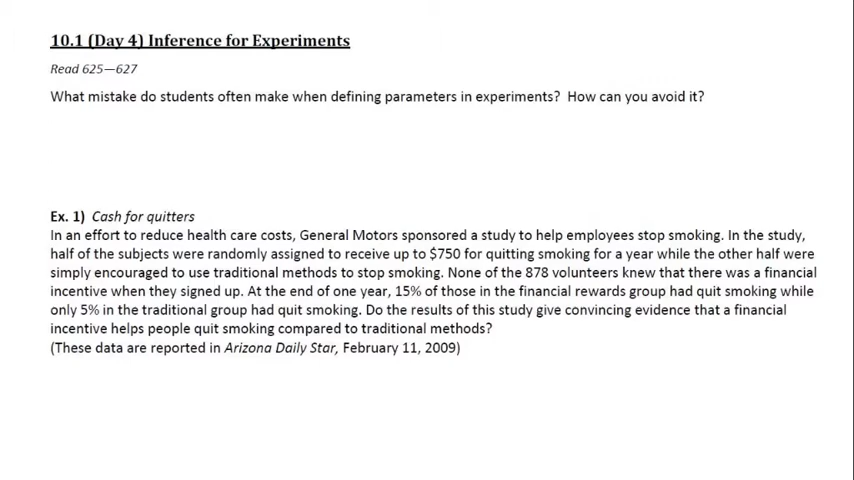 10.1 (Day 4) Inference for Experiments
Read 625—627
What mistake do students often make when defining parameters in experiments?  How can you avoid it?
Ex. 1)  Cash for quitters
In an effort to reduce health care costs, General Motors sponsored a study to help employees stop smoking. In the study,
half of the subjects were randomly assigned to receive up to $750 for quitting smoking for a year while the other half were
simply encouraged to use traditional methods to stop smoking. None of the 878 volunteers knew that there was a financial
incentive when they signed up. At the end of one year, 15% of those in the financial rewards group had quit smoking while
only 5% in the traditional group had quit smoking. Do the results of this study give convincing evidence that a financial
incentive helps people quit smoking compared to traditional methods?
(These data are reported in Arizona Daily Star, February 11, 2009)